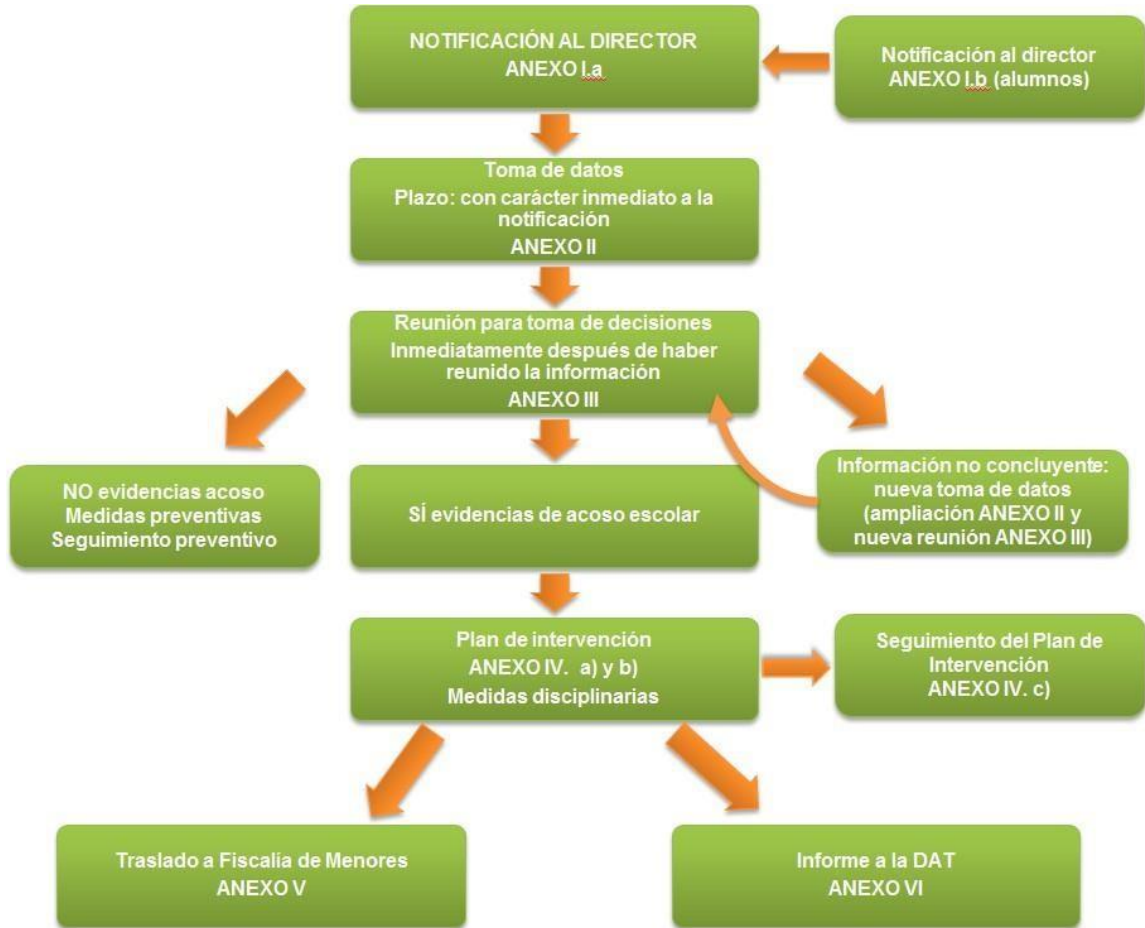 NOTIFICACIÓN AL DIRECTOR
ANEXO I.a
Notificación al director
ANEXO I.b (alumnos)
Toma de datos
Plazo: con carácter inmediato a la
notificación
ANEXO II
Reunión para toma de decisiones
Inmediatamente después de haber
reunido la información
ANEXO III
NO evidencias acoso
Medidas preventivas
Seguimiento preventivo
SÍ evidencias de acoso escolar
Información no concluyente:
nueva toma de datos
(ampliación ANEXO II y
nueva reunión ANEXO III)
Plan de intervención
ANEXO IV. a) y b)
Medidas disciplinarias
Seguimiento del Plan de
Intervención
ANEXO IV. c)
Traslado a Fiscalía de Menores
ANEXO V
Informe a la DAT
ANEXO VI